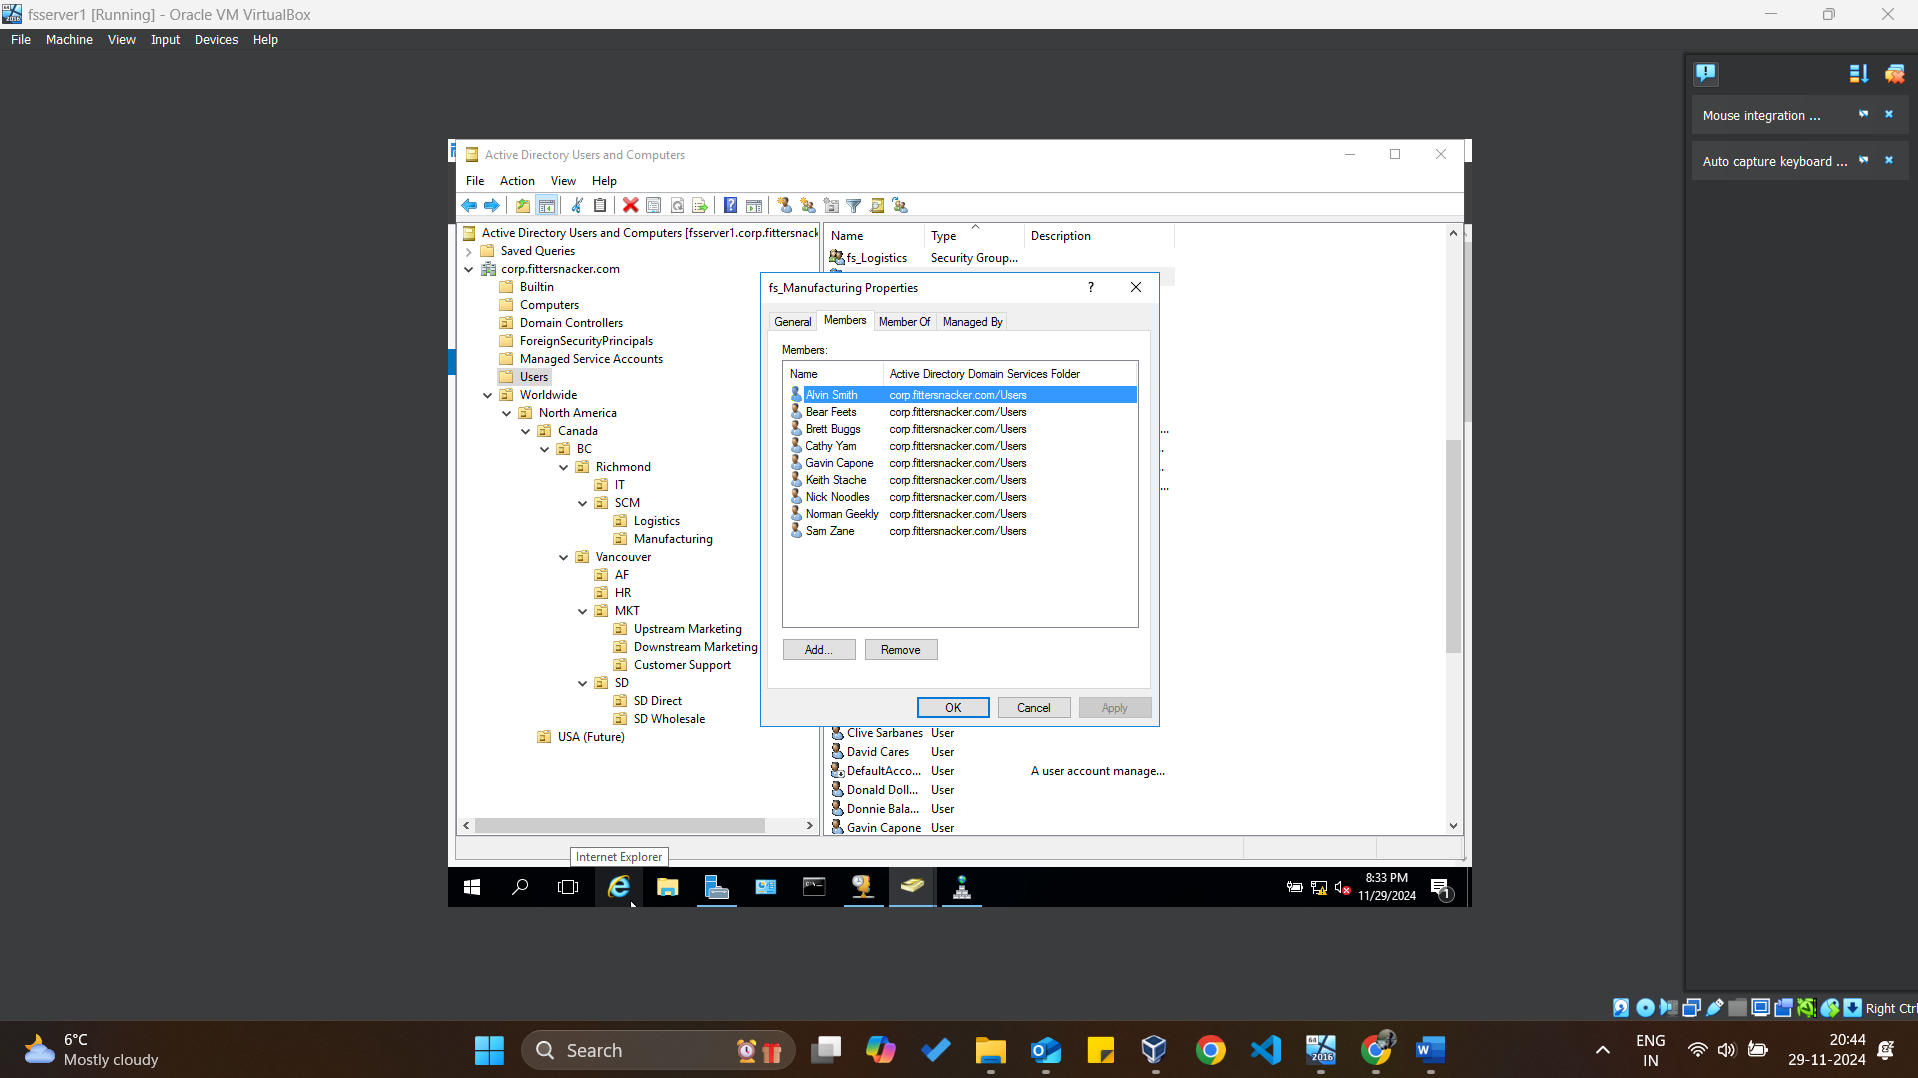 fsserver1 [Running] - Oracle VM VirtualBox
File Machine View Input Devices Help
Mouse integration ...
Auto capture keyboard ...
Active Directory Users and Computers
File Action View Help
Active Directory Users and Computers [fsserver1.corp.fittersnack
Saved Queries
corp.fittersnacker.com
Builtin
Computers
Domain Controllers
ForeignSecurityPrincipals
Managed Service Accounts
Users
Worldwide
North America
Canada
BC
Richmond
IT
SCM
Logistics
Manufacturing
Vancouver
AF
HR
MKT
Upstream Marketing
Downstream Marketing
Customer Support
SD
SD Direct
SD Wholesale
USA (Future)
Name Type Description
fs_Logistics Security Group...
fs_Manufacturing Properties
General Members Member Of Managed By
Members:
Name Active Directory Domain Services Folder
Alvin Smith corp.fittersnacker.com/Users
Bear Feets corp.fittersnacker.com/Users
Brett Buggs corp.fittersnacker.com/Users
Cathy Yam corp.fittersnacker.com/Users
Gavin Capone corp.fittersnacker.com/Users
Keith Stache corp.fittersnacker.com/Users
Nick Noodles corp.fittersnacker.com/Users
Norman Geekly corp.fittersnacker.com/Users
Sam Zane corp.fittersnacker.com/Users
Add... Remove
OK Cancel Apply
Clive Sarbanes User
David Cares User
DefaultAcco... User A user account manage...
Donald Doll... User
Donnie Bala... User
Gavin Capone User
Internet Explorer
8:33 PM
11/29/2024
1
Right Ctrl
6°C
Mostly cloudy
Search
64
2016
ENG
IN
20:44
29-11-2024